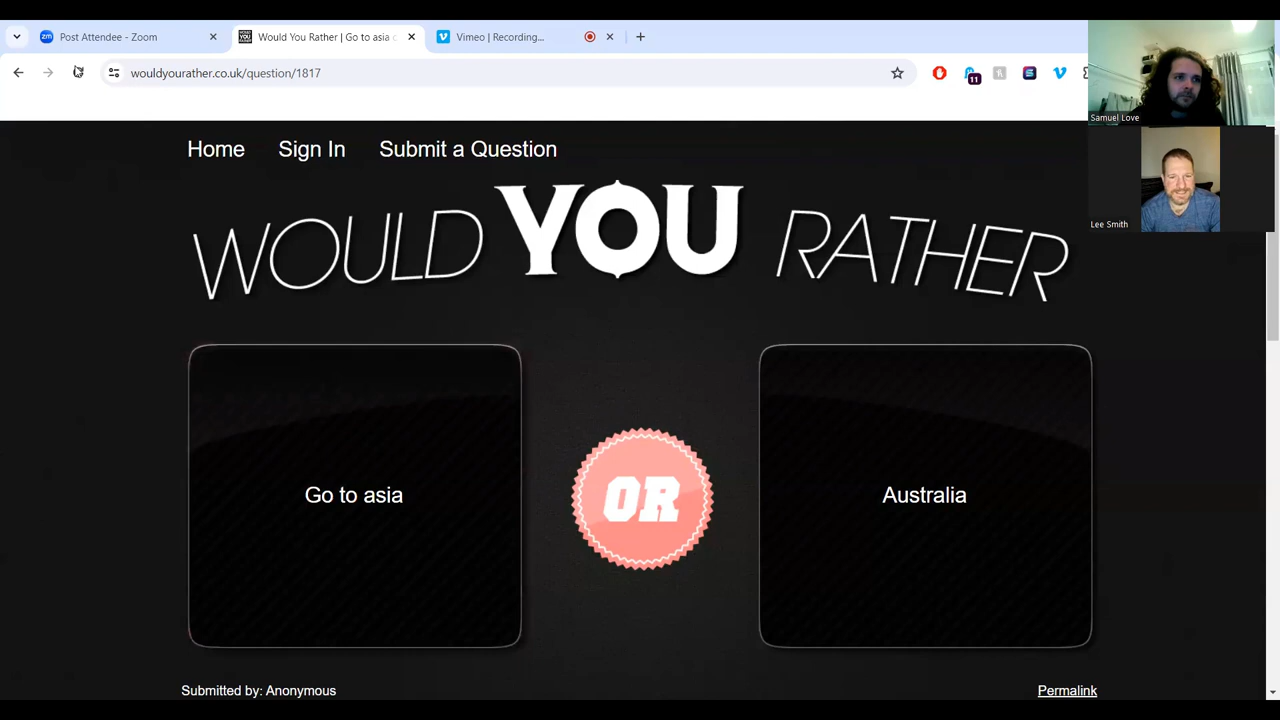 Post Attendee - Zoom
Would You Rather | Go to asia o
Vimeo | Recording...
wouldyourather.co.uk/question/1817
11
Samuel Love
Lee Smith
Home Sign In Submit a Question
WOULD YOU RATHER
Go to asia
OR
Australia
Submitted by: Anonymous
Permalink